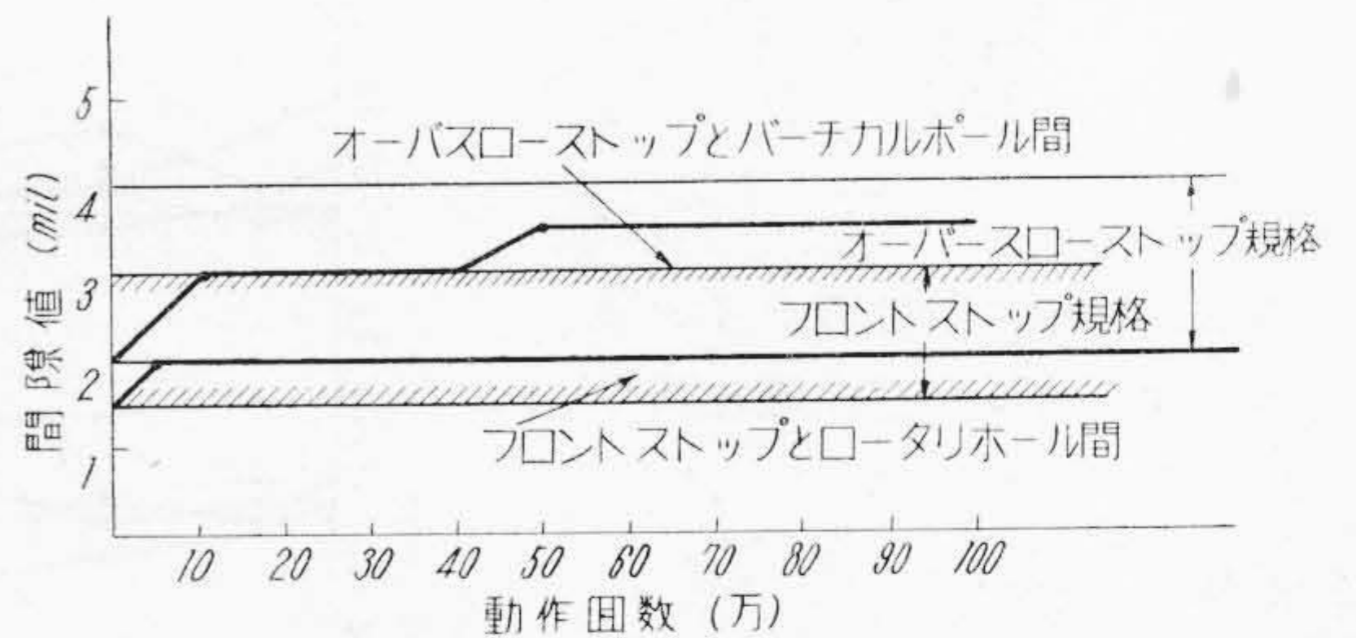 5
オーバスローストップとバーチカルポール間
4
オーバースローストップ規格
3
フロントストップ規格
2
フロントストップとロータリホール間
1
間隙値 (mil)
10 20 30 40 50 60 70 80 90 100
動作回数 (万)